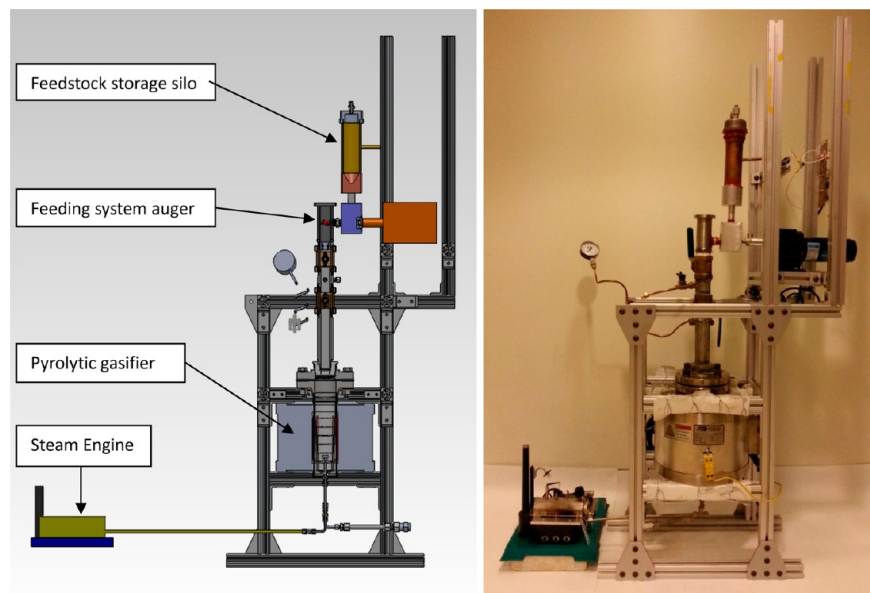 Feedstock storage silo
Feeding system auger
Pyrolytic gasifier
Steam Engine